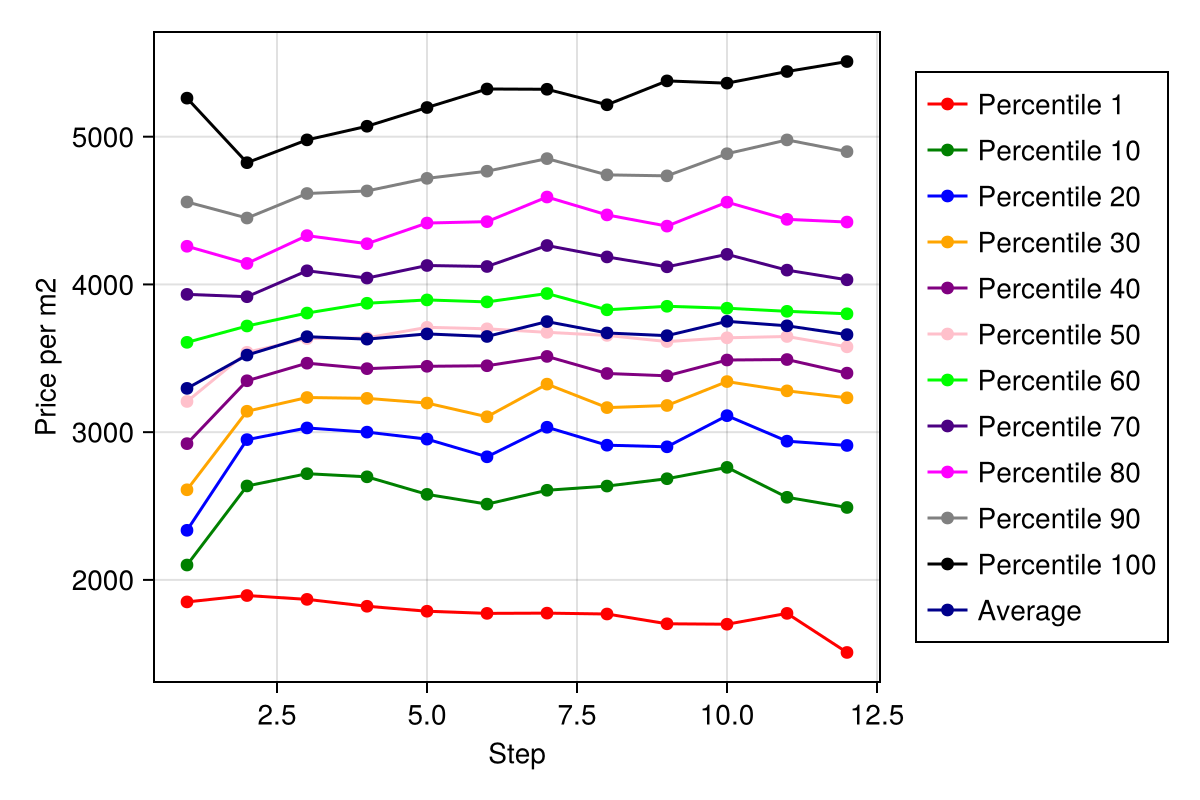 5000
4000
3000
2000
Price per m2
2.5
5.0
7.5
10.0
12.5
Step
Percentile 1
Percentile 10
Percentile 20
Percentile 30
Percentile 40
Percentile 50
Percentile 60
Percentile 70
Percentile 80
Percentile 90
Percentile 100
Average